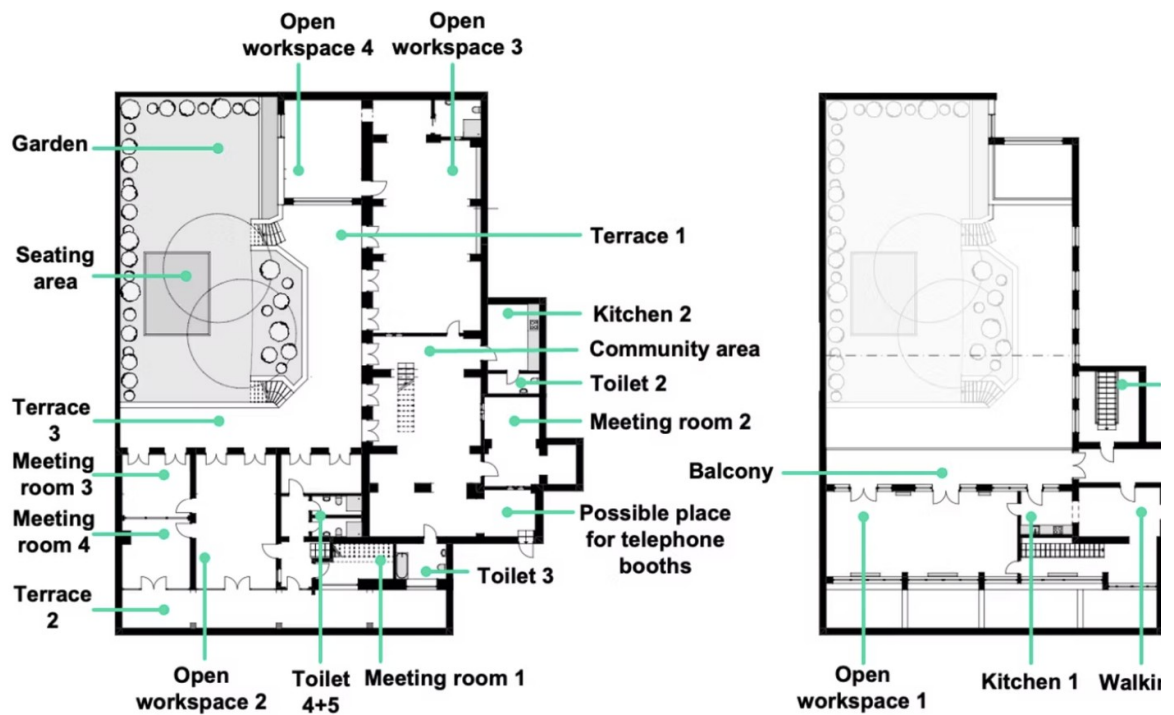 Open
workspace 4
Open
workspace 3
Garden
Seating
area
Terrace 1
Kitchen 2
Community area
Toilet 2
Terrace
3
Meeting room 2
Meeting
room 3
Meeting
room 4
Possible place
for telephone
booths
Toilet 3
Terrace
2
Open
workspace 2
Toilet
4+5
Meeting room 1
Balcony
Open
workspace 1
Kitchen 1
Walkin